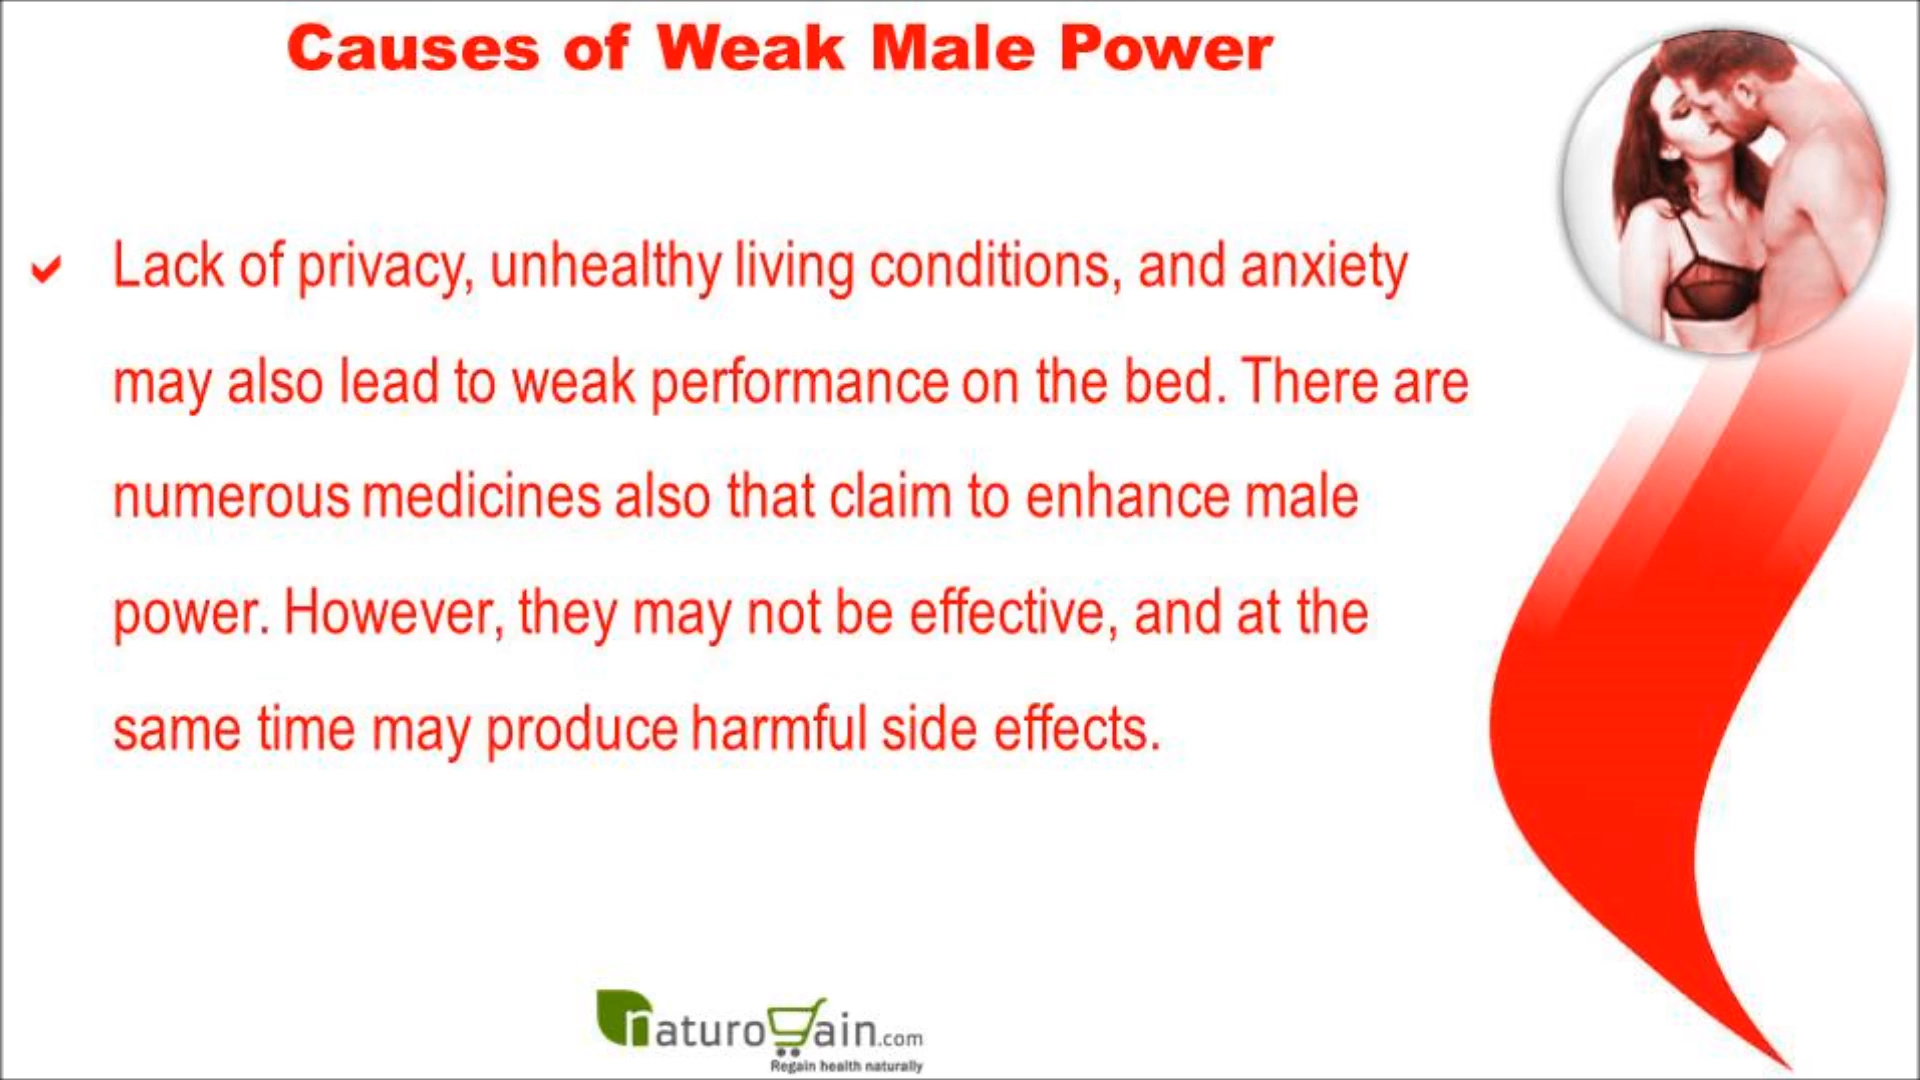 Causes of Weak Male Power
Lack of privacy, unhealthy living conditions, and anxiety
may also lead to weak performance on the bed. There are
numerous medicines also that claim to enhance male
power. However, they may not be effective, and at the
same time may produce harmful side effects.
naturogain.com
Regain health naturally